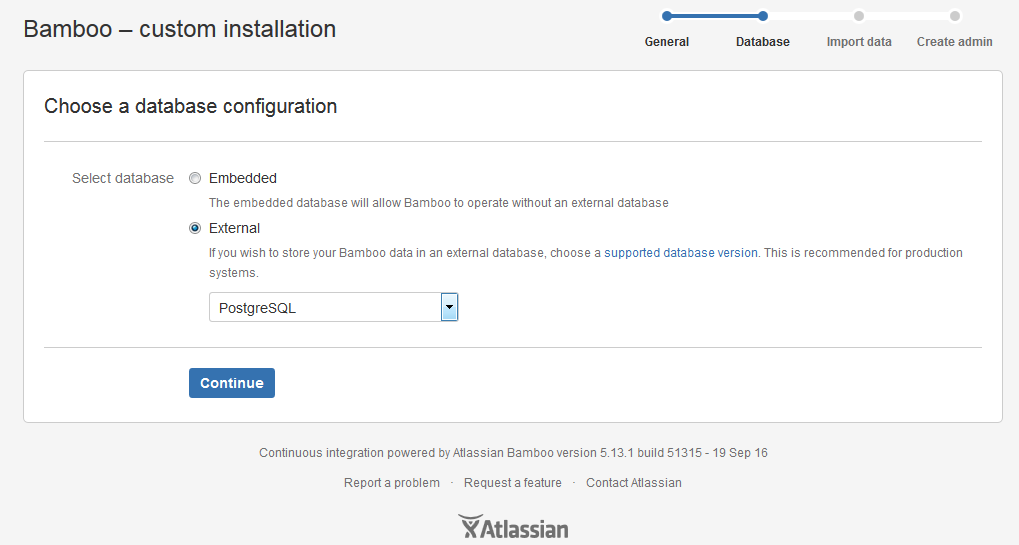 Bamboo – custom installation
General Database Import data Create admin
Choose a database configuration
Select database Embedded
The embedded database will allow Bamboo to operate without an external database
External
If you wish to store your Bamboo data in an external database, choose a supported database version. This is recommended for production
systems.
PostgreSQL
Continue
Continuous integration powered by Atlassian Bamboo version 5.13.1 build 51315 - 19 Sep 16
Report a problem · Request a feature · Contact Atlassian
Atlassian